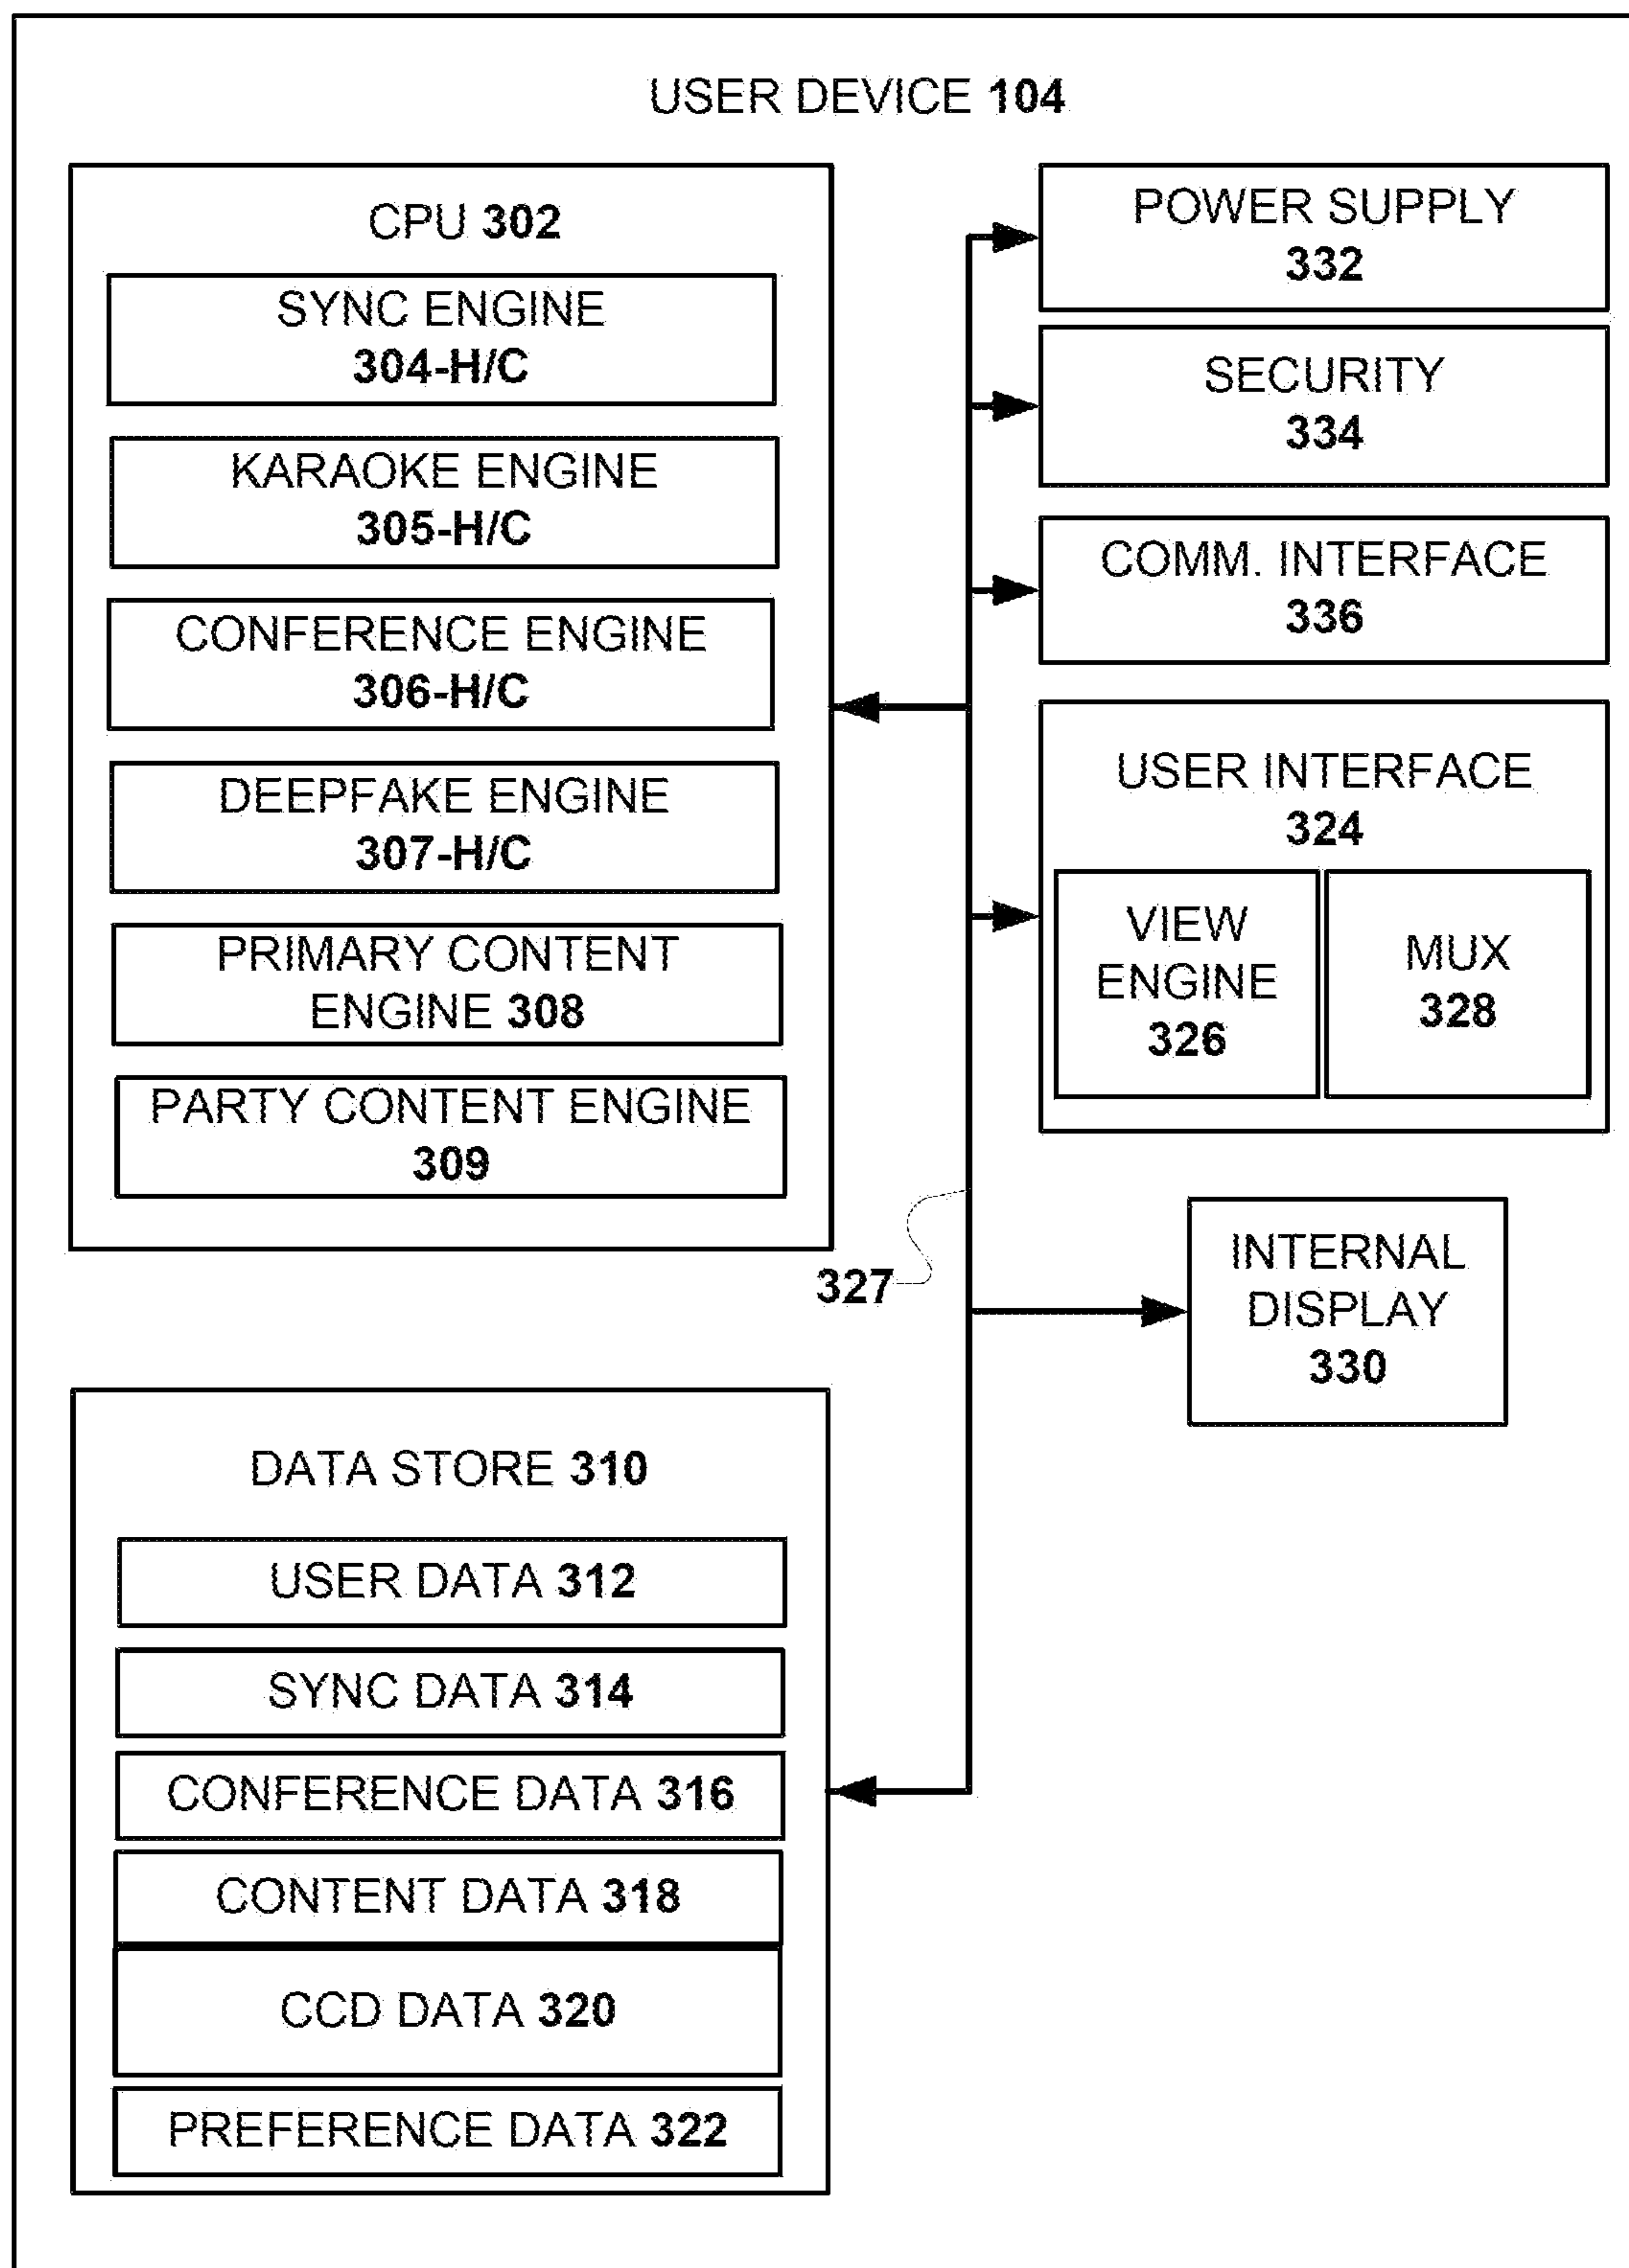 USER DEVICE 104
CPU 302
SYNC ENGINE
304-H/C
KARAOKE ENGINE
305-H/C
CONFERENCE ENGINE
306-H/C
DEEPFAKE ENGINE
307-H/C
PRIMARY CONTENT
ENGINE 308
PARTY CONTENT ENGINE
309
POWER SUPPLY
332
SECURITY
334
COMM. INTERFACE
336
USER INTERFACE
324
VIEW
ENGINE
326
MUX
328
327
INTERNAL
DISPLAY
330
DATA STORE 310
USER DATA 312
SYNC DATA 314
CONFERENCE DATA 316
CONTENT DATA 318
CCD DATA 320
PREFERENCE DATA 322